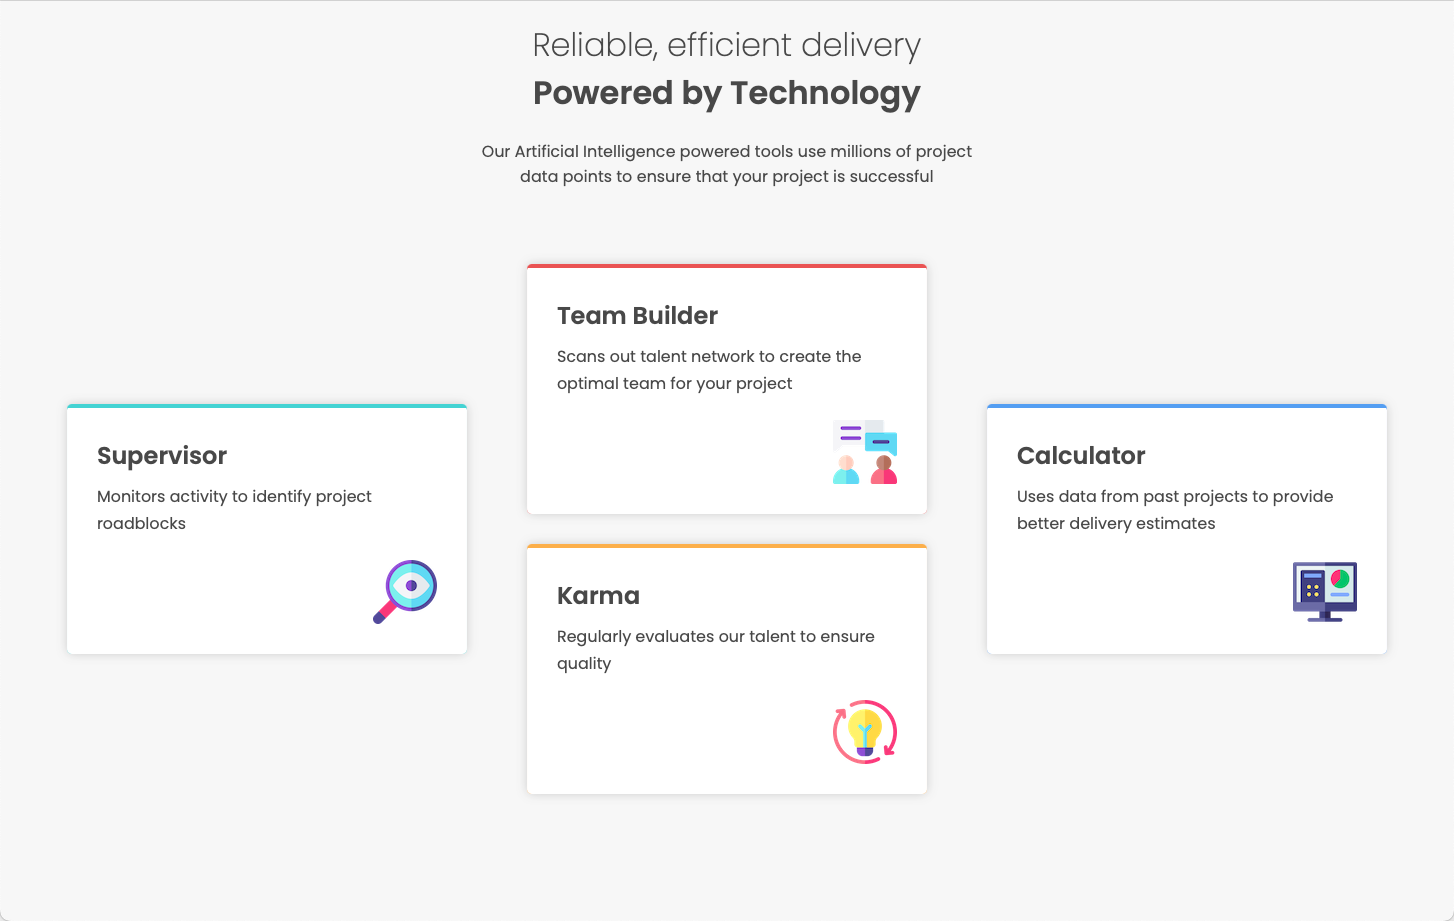 Reliable, efficient delivery
Powered by Technology
Our Artificial Intelligence powered tools use millions of project
data points to ensure that your project is successful
Supervisor
Monitors activity to identify project
roadblocks
Team Builder
Scans out talent network to create the
optimal team for your project
Karma
Regularly evaluates our talent to ensure
quality
Calculator
Uses data from past projects to provide
better delivery estimates